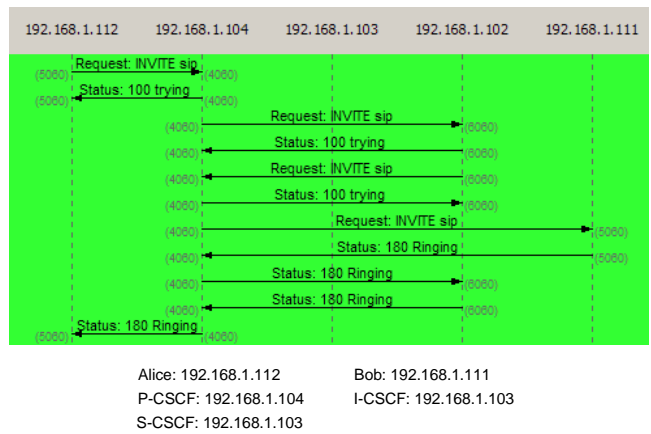 192.168.1.112 192.168.1.104 192.168.1.103 192.168.1.102 192.168.1.111
(5060) Request: INVITE sip (4060)
(5060) Status: 100 trying (4060)
(4060) Request: INVITE sip (6060)
(4060) Status: 100 trying (6060)
(4060) Request: INVITE sip (6060)
(4060) Status: 100 trying (6060)
(4060) Request: INVITE sip (5060)
(4060) Status: 180 Ringing (5060)
(4060) Status: 180 Ringing (6060)
(4060) Status: 180 Ringing (6060)
(5060) Status: 180 Ringing (4060)
Alice: 192.168.1.112 Bob: 192.168.1.111
P-CSCF: 192.168.1.104 I-CSCF: 192.168.1.103
S-CSCF: 192.168.1.103